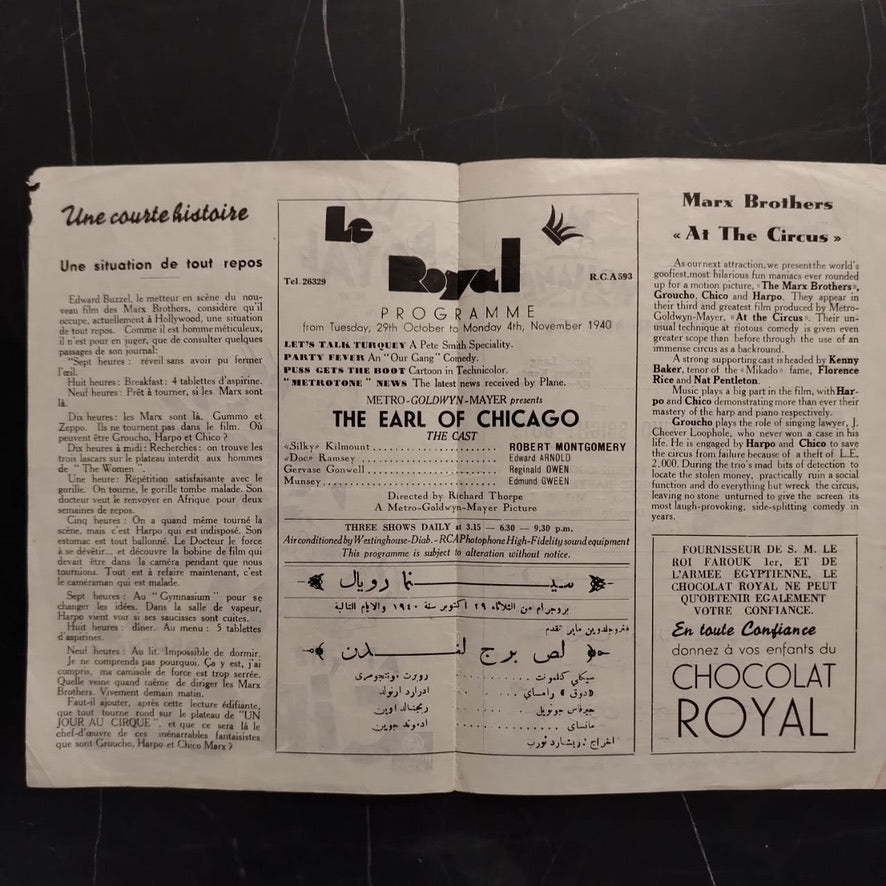 Une courte histoire
Une situation de tout repos
Edward Buzzel, le metteur en scène du nou-
veau film des Marx Brothers, considère qu'il
occupe, actuellement à Hollywood, une situation
de tout repos. Comme il est homme méticuleux,
il n'est pour en juger, que de consulter quelques
passages de son journal:
"Sept heures : réveil sans avoir pu fermer
l'œil.
Huit heures: Breakfast: 4 tablettes d'aspirine.
Neuf heures: Prêt à tourner, si les Marx sont
là.
Dix heures: les Marx sont là. Gummo et
Zeppo. Ils ne tournent pas dans le film. Où
peuvent être Groucho, Harpo et Chico ?
Dix heures à midi: Recherches: on trouve les
trois lascars sur le plateau interdit aux hommes
de " The Women ".
Une heure: Répétition satisfaisante avec le
gorille. On tourne, le gorille tombe malade. Son
docteur veut le renvoyer en Afrique pour deux
semaines de repos.
Cinq heures : On a quand même tourné la
scène, mais c'est Harpo qui est indisposé. Son
estomac est tout ballonné. Le Docteur le force
à se dévêtir... et découvre la bobine de film qui
devait être dans la caméra pendant que nous
tournions. Tout est à refaire maintenant, c'est
le caméraman qui est malade.
Sept heures : Au "Gymnasium" pour se
changer les idées. Dans la salle de vapeur,
Harpo vient voir si ses saucisses sont cuites.
Huit heures : dîner. Au menu : 5 tablettes
d'aspirines.
Neuf heures : Au lit. Impossible de dormir.
Je ne comprends pas pourquoi. Ça y est, j'ai
compris, ma camisole de force est trop serrée.
Quelle veine quand même de diriger les Marx
Brothers. Vivement demain matin.
Faut-il ajouter, après cette lecture édifiante,
que tout tourne rond sur le plateau de "UN
JOUR AU CIRQUE", et que ce sera là le
chef-d'œuvre de ces inénarrables fantaisistes
que sont Groucho, Harpo et Chico Marx ?
Le
Royal
Tel. 26329
R.C.A 593
PROGRAMME
from Tuesday, 29th October to Monday 4th, November 1940
LET'S TALK TURQUEY A Pete Smith Speciality.
PARTY FEVER An "Our Gang" Comedy.
PUSS GETS THE BOOT Cartoon in Technicolor.
"METROTONE" NEWS The latest news received by Plane.
METRO-GOLDWYN-MAYER presents
THE EARL OF CHICAGO
THE CAST
«Silky» Kilmount ROBERT MONTGOMERY
«Doc» Ramsey Edward ARNOLD
Gervase Gonwell Reginald OWEN
Munsey Edmund GWEEN
Directed by Richard Thorpe
A Metro-Goldwyn-Mayer Picture
THREE SHOWS DAILY at 3.15 — 6.30 — 9,30 p.m.
Air conditioned by Westinghouse-Diab.-RCA Photophone High-Fidelity sound equipment
This programme is subject to alteration without notice.
سينما رويال
بروجرام من الثلاثاء ٢٩ اكتوبر سنة ١٩٤٠ والايام التالية
مترو جلدوين ماير تقدم
لص برج لندن
سيلكي كلمونت روبرت مونتجومري
«دوق» رامساي ادوارد ارنولد
جيرفاس جونويل ريجنالد اوين
مانساي ادموند جوين
اخراج : ريشارد ثورب
Marx Brothers
« At The Circus »
As our next attraction, we present the world's
goofiest, most hilarious fun maniacs ever rounded
up for a motion picture, «The Marx Brothers»,
Groucho, Chico and Harpo. They appear in
their third and greatest film produced by Metro-
Goldwyn-Mayer, «At the Circus». Their un-
usual technique at riotous comedy is given even
greater scope than before through the use of an
immense circus as a backround.
A strong supporting cast is headed by Kenny
Baker, tenor of the «Mikado» fame, Florence
Rice and Nat Pentleton.
Music plays a big part in the film, with Har-
po and Chico demonstrating more than ever their
mastery of the harp and piano respectively.
Groucho plays the role of singing lawyer, J.
Cheever Loophole, who never won a case in his
life. He is engaged by Harpo and Chico to save
the circus from failure because of a theft of L.E.
2.000. During the trio's mad bits of detection to
locate the stolen money, practically ruin a social
function and do everything but wreck the circus,
leaving no stone unturned to give the screen its
most laugh-provoking, side-splitting comedy in
years.
FOURNISSEUR DE S. M. LE
ROI FAROUK 1er, ET DE
L'ARMEE EGYPTIENNE, LE
CHOCOLAT ROYAL NE PEUT
QU'OBTENIR EGALEMENT
VOTRE CONFIANCE.
En toute Confiance
donnez à vos enfants du
CHOCOLAT
ROYAL